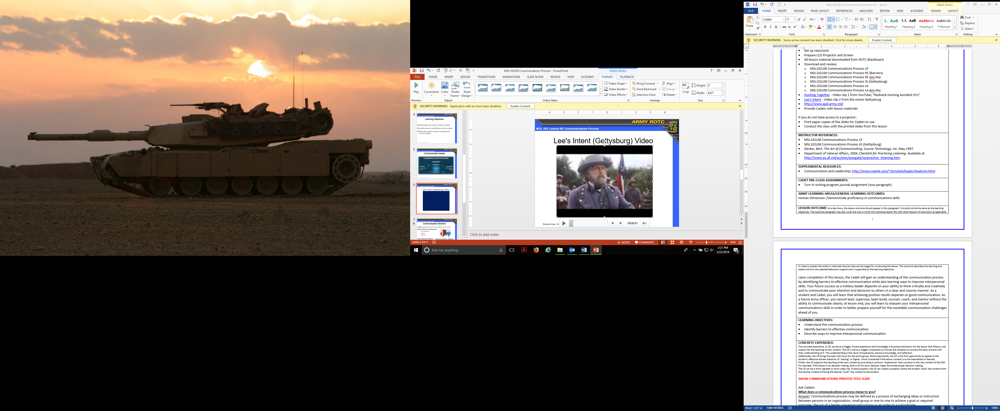 MSL102L08 Commnications Process - PowerPoint
VIDEO TOOLS
FILE HOME INSERT DESIGN TRANSITIONS ANIMATIONS SLIDE SHOW REVIEW VIEW ACROBAT FORMAT PLAYBACK
Play
Corrections Color Poster Frame Reset Design
Video Shape
Video Border
Video Effects
Bring Forward Align
Send Backward Group
Selection Pane Rotate
Crop
Height: 5"
Width: 6.67"
Preview Adjust Video Styles Arrange Size
SECURITY WARNING Application add-ins have been disabled. Enable Content
4
Learning Objectives
Understand the communication process
Identify barriers to effective communication
Describe ways to improve interpersonal
communication
5
Communication Model
COMMUNICATION PROCESS
CONTEXT
6
Lee's Intent (Gettysburg) Video
7
Communication Barriers
ARMY ROTC
MSL 102, Lesson 08: Communications Process
Lee's Intent (Gettysburg) Video
Revision Date: 30
00:08.91
Click to add notes
SLIDE 6 OF 9
NOTES COMMENTS 62%
Ask me anything
2:21 PM
5/22/2019
MSL102L08 Commnications Process LP - Word
TABLE TOOLS
FILE HOME INSERT DESIGN PAGE LAYOUT REFERENCES MAILINGS REVIEW VIEW ACROBAT DESIGN LAYOUT
Paste
Calibri 11
1. AaB 1.1. AaB AaBbCcI AaBbCcDc
Heading 1 Heading 2 Heading 8 ¶ Normal
Find
Replace
Select
Clipboard Font Paragraph Styles Editing
SECURITY WARNING Some active content has been disabled. Click for more details. Enable Content
• Set up classroom
• Prepare LCD Projector and Screen
• All lesson material downloaded from ROTC Blackboard
• Download and review;
o MSL102L08 Communications Process LP
o MSL102L08 Communications Process PE (Barriers)
o MSL102L08 Communications Process PE Ans Key
o MSL102L08 Communications Process IG (Gettysburg)
o MSL102L08 Communications Process LA
o MSL102L08 Communications Process LA Ans Key
• Hunting Together - Video clip 1 from YouTube; “Redneck Hunting Accident 911”
• Lee's Intent - Video clip 2 from the movie Gettysburg
• http://www.apd.army.mil/
• Provide Cadets with lesson materials
If you do not have access to a projector:
• Print paper copies of the slides for Cadets to use
• Conduct the class with the printed slides from this lesson
INSTRUCTOR REFERENCES:
• MSL102L08 Communications Process LP
• MSL102L08 Communications Process IG (Gettysburg)
• Decker, Bert. The Art of Communicating, Course Technology, Inc. May 1997.
• Department of Veteran Affairs, 2004, Checklist for Practicing Listening. Available at
http://www.au.af.mil/au/awc/awcgate/va/practice_listening.htm.
SUPPLEMENTAL RESOURCES:
• Communication and Leadership; http://www.nwlink.com/~donclark/leader/leadcom.html
CADET PRE-CLASS ASSIGNMENTS:
• Turn in writing program journal assignment (one paragraph)
ARMY LEARNING AREAS/GENERAL LEARNING OUTCOMES:
Human Dimension /Demonstrate proficiency in communications skills
LESSON OUTCOME: As a key focus, the lesson outcome should appear in this paragraph. It should not be the same as the learning
objectives. The outcome paragraph may also cover the way in which this individual lesson fits with other lessons of instruction as applicable.
1
It's best to explain the author's rationale here (to help set the stage) for conducting the lesson. The outcome describes the learning end
states and how the selected behaviors support and is supported by the learning objectives.
Upon completion of this lesson, the Cadet will gain an understanding of the communication process
by identifying barriers to effective communication while also learning ways to improve interpersonal
skills. Your future success as a military leader depends on your ability to think critically and creatively
and to communicate your intention and decisions to others in a clear and concise manner. As a
student and Cadet, you will learn that achieving positive results depends on good communication. As
a future Army officer, you cannot lead, supervise, team build, counsel, coach, and mentor without the
ability to communicate clearly; at lesson end, you will learn to sharpen your interpersonal
communications skills in order to better prepare yourself for the inevitable communication challenges
ahead of you.
LEARNING OBJECTIVES:
• Understand the communication process
• Identify barriers to effective communication
• Describe ways to improve interpersonal communication
CONCRETE EXPERIENCE:
The concrete experience, or CE, serves as a trigger of past experience and knowledge, a focusing mechanism for the lesson that follows, and
support for the teaching of new content. The CE's role as a trigger is essential as it forces the students to connect the topic at hand with
their understanding of it. This understanding is the result of experience, previous knowledge, and reflection.
Additionally, the CE brings the topic into focus for the entire group. More importantly, the CE is the first opportunity to appeal to the
student's affective domain behavior of “valuing” or higher, which is essential if the lesson content is to be internalized or learned.
Finally, the CE supports the teaching of the new content by providing a common “experience” that connects to the new content of the GNI.
For example, if the lesson is on decision making, then a CE of a poor decision might illuminate proper decision making.
The CE can be a short vignette or short video clip. If done properly, the CE can create a situation where the student “pulls” the content from
the teacher instead of having the teacher “push” the content to the student.
SHOW COMMUNICATIONS PROCESS TITLE SLIDE
Ask Cadets:
What does a communications process mean to you?
Answer: Communications process may be defined as a process of exchanging ideas or instruction
between persons in an organization, small group or one-to-one to achieve a goal or required
outcome. The act of a leader conveying instructions or an order to a subordinate.
PAGE 1 OF 14 5484 WORDS 100%